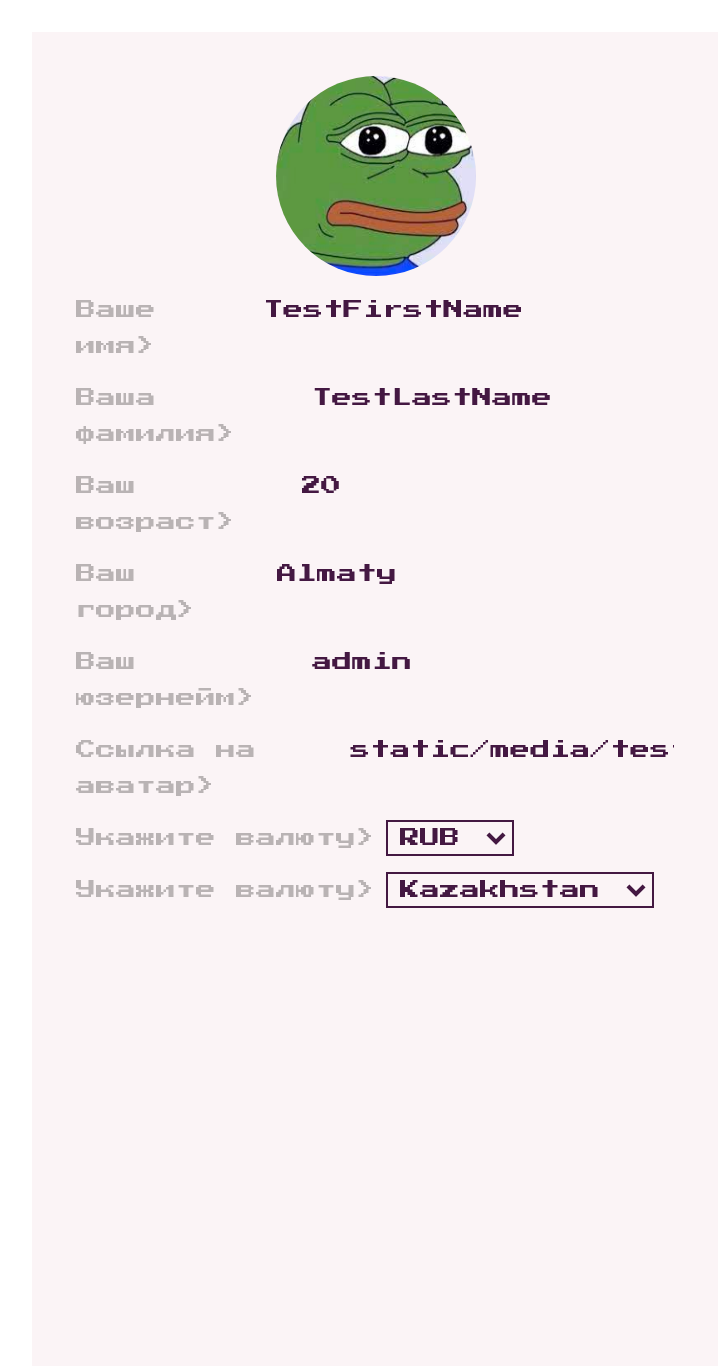 Ваше TestFirstName
имя>
Ваша TestLastName
фамилия>
Ваш 20
возраст>
Ваш Almaty
город>
Ваш admin
юзернейм>
Ссылка на static/media/tes
аватар>
Укажите валюту> RUB
Укажите валюту> Kazakhstan